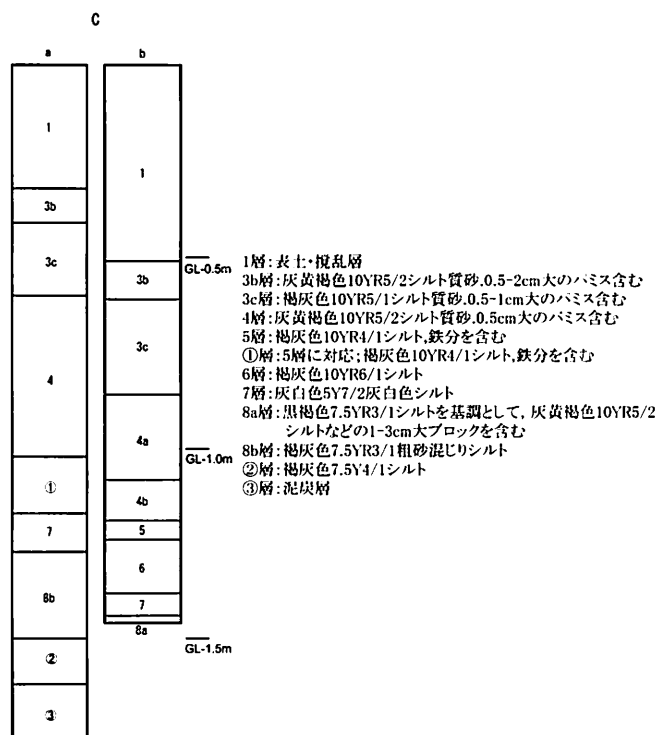 C
a
b
1
3b
3c
4
①
7
8b
②
③
1
3b
3c
4a
4b
5
6
7
8a
GL-0.5m
GL-1.0m
GL-1.5m
1層:表土・撹乱層
3b層:灰黄褐色10YR5/2シルト質砂.0.5-2cm大のパミス含む
3c層:褐灰色10YR5/1シルト質砂.0.5-1cm大のパミス含む
4層:灰黄褐色10YR5/2シルト質砂.0.5cm大のパミス含む
5層:褐灰色10YR4/1シルト,鉄分を含む
①層:5層に対応;褐灰色10YR4/1シルト,鉄分を含む
6層:褐灰色10YR6/1シルト
7層:灰白色5Y7/2灰白色シルト
8a層:黒褐色7.5YR3/1シルトを基調として,灰黄褐色10YR5/2
シルトなどの1-3cm大ブロックを含む
8b層:褐灰色7.5YR3/1粗砂混じりシルト
②層:褐灰色7.5Y4/1シルト
③層:泥炭層